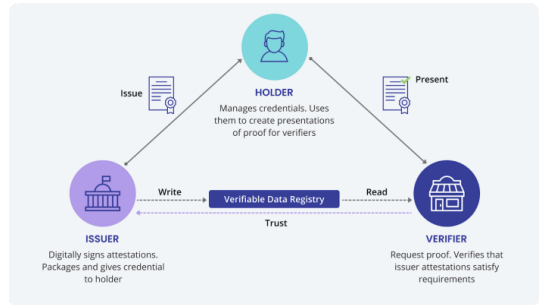 Issue
Present
HOLDER
Manages credentials. Uses
them to create presentations
of proof for verifiers
Write
Verifiable Data Registry
Read
Trust
ISSUER
Digitally signs attestations.
Packages and gives credential
to holder
VERIFIER
Request proof. Verifies that
issuer attestations satisfy
requirements